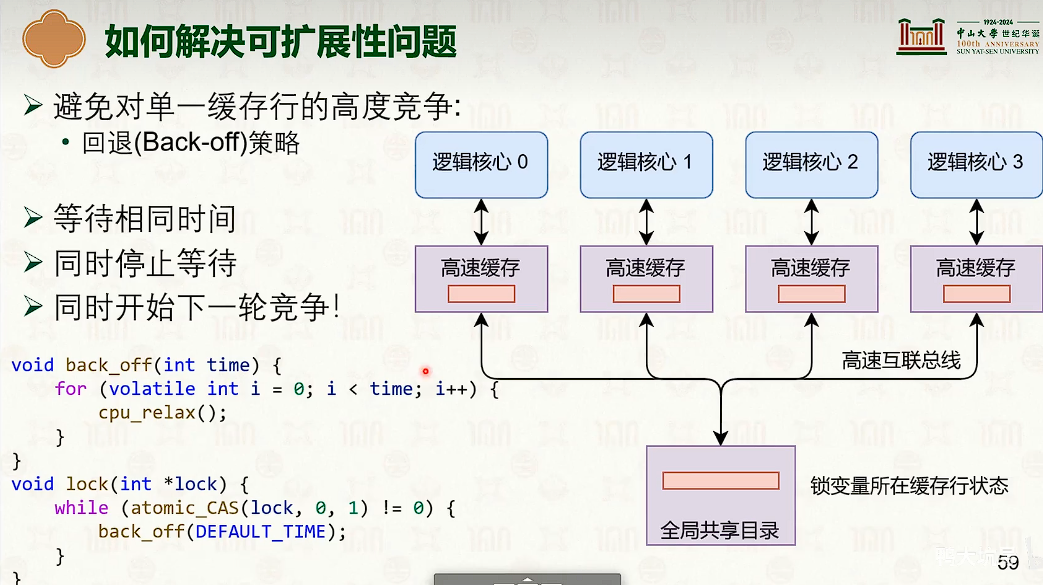 如何解决可扩展性问题
1924-2024
中山大学 世纪华诞
100th ANNIVERSARY
SUN YAT-SEN UNIVERSITY
避免对单一缓存行的高度竞争:
回退(Back-off)策略
等待相同时间
同时停止等待
同时开始下一轮竞争!
逻辑核心 0
逻辑核心 1
逻辑核心 2
逻辑核心 3
高速缓存
高速缓存
高速缓存
高速缓存
高速互联总线
锁变量所在缓存行状态
全局共享目录
void back_off(int time) {
for (volatile int i = 0; i < time; i++) {
cpu_relax();
}
}
void lock(int *lock) {
while (atomic_CAS(lock, 0, 1) != 0) {
back_off(DEFAULT_TIME);
}
}
59